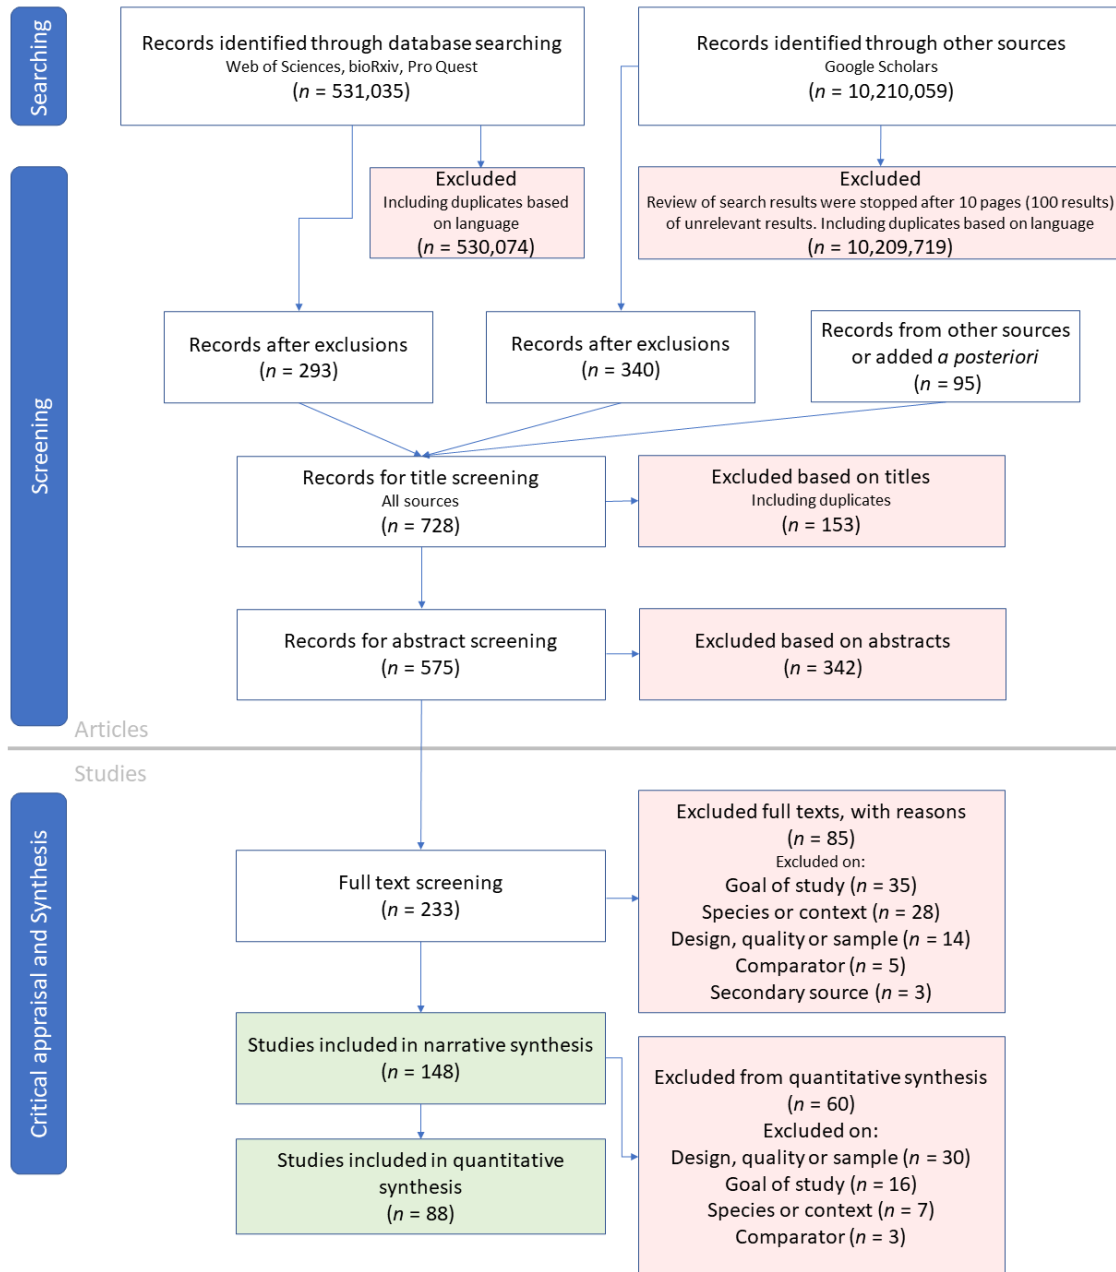 Searching
Records identified through database searching
Web of Sciences, bioRxiv, Pro Quest
(n = 531,035)
Records identified through other sources
Google Scholars
(n = 10,210,059)
Screening
Excluded
Including duplicates based
on language
(n = 530,074)
Excluded
Review of search results were stopped after 10 pages (100 results)
of unrelevant results. Including duplicates based on language
(n = 10,209,719)
Records after exclusions
(n = 293)
Records after exclusions
(n = 340)
Records from other sources
or added a posteriori
(n = 95)
Records for title screening
All sources
(n = 728)
Excluded based on titles
Including duplicates
(n = 153)
Records for abstract screening
(n = 575)
Excluded based on abstracts
(n = 342)
Articles
Studies
Critical appraisal and Synthesis
Full text screening
(n = 233)
Excluded full texts, with reasons
(n = 85)
Excluded on:
Goal of study (n = 35)
Species or context (n = 28)
Design, quality or sample (n = 14)
Comparator (n = 5)
Secondary source (n = 3)
Studies included in narrative synthesis
(n = 148)
Excluded from quantitative synthesis
(n = 60)
Excluded on:
Design, quality or sample (n = 30)
Goal of study (n = 16)
Species or context (n = 7)
Comparator (n = 3)
Studies included in quantitative
synthesis
(n = 88)